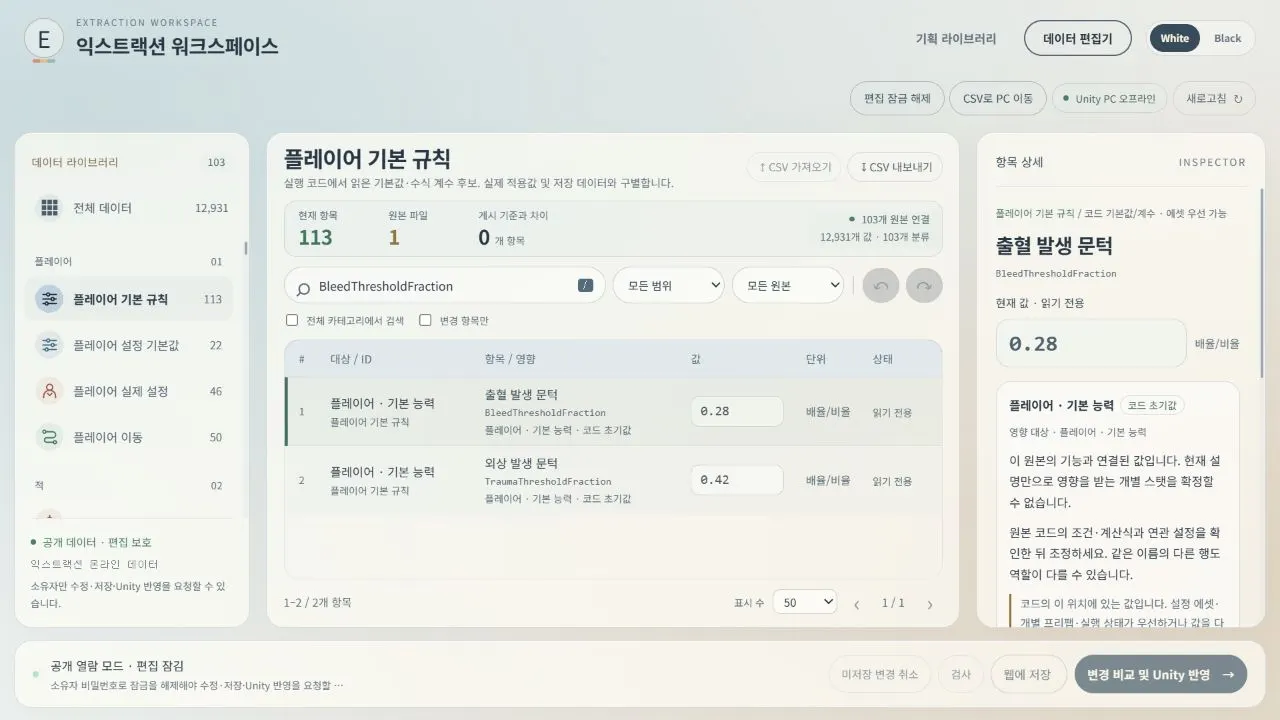 E
EXTRACTION WORKSPACE
익스트랙션 워크스페이스
기획 라이브러리
데이터 편집기
White
Black
편집 잠금 해제
CSV로 PC 이동
Unity PC 오프라인
새로고침 ↻
데이터 라이브러리 103
전체 데이터 12,931
플레이어 01
플레이어 기본 규칙 113
플레이어 설정 기본값 22
플레이어 실제 설정 46
플레이어 이동 50
적 02
공개 데이터 · 편집 보호
익스트랙션 온라인 데이터
소유자만 수정·저장·Unity 반영을 요청할 수 있
습니다.
플레이어 기본 규칙
실행 코드에서 읽은 기본값·수식 계수 후보. 실제 적용값 및 저장 데이터와 구별합니다.
↥ CSV 가져오기
↧ CSV 내보내기
현재 항목
113
원본 파일
1
게시 기준과 차이
0 개 항목
103개 원본 연결
12,931개 값 · 103개 분류
BleedThresholdFraction
/
모든 범위
모든 원본
전체 카테고리에서 검색
변경 항목만
# 대상 / ID 항목 / 영향 값 단위 상태
1
플레이어 · 기본 능력
플레이어 기본 규칙
출혈 발생 문턱
BleedThresholdFraction
플레이어 · 기본 능력 · 코드 초기값
0.28
배율/비율
읽기 전용
2
플레이어 · 기본 능력
플레이어 기본 규칙
외상 발생 문턱
TraumaThresholdFraction
플레이어 · 기본 능력 · 코드 초기값
0.42
배율/비율
읽기 전용
1–2 / 2개 항목
표시 수
50
‹ 1 / 1 ›
항목 상세 INSPECTOR
플레이어 기본 규칙 / 코드 기본값/계수 · 에셋 우선 가능
출혈 발생 문턱
BleedThresholdFraction
현재 값 · 읽기 전용
0.28
배율/비율
플레이어 · 기본 능력 코드 초기값
영향 대상 · 플레이어 · 기본 능력
이 원본의 기능과 연결된 값입니다. 현재 설
명만으로 영향을 받는 개별 스탯을 확정할
수 없습니다.
원본 코드의 조건·계산식과 연관 설정을 확
인한 뒤 조정하세요. 같은 이름의 다른 행도
역할이 다를 수 있습니다.
코드의 이 위치에 있는 값입니다. 설정 에셋·
개별 프리팹·실행 상태가 우선하거나 값을 다
공개 열람 모드 · 편집 잠김
소유자 비밀번호로 잠금을 해제해야 수정·저장·Unity 반영을 요청할 …
미저장 변경 취소
검사
웹에 저장
변경 비교 및 Unity 반영 →